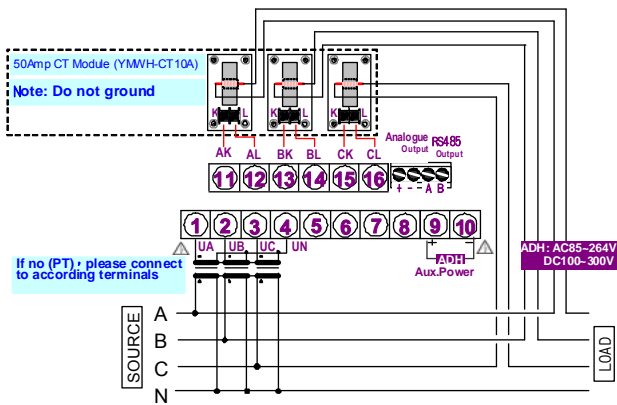 50Amp CT Module (YMWH-CT10A)
Note: Do not ground
K L K L K L
AK AL BK BL CK CL
Analogue RS485
Output Output
11 12 13 14 15 16
+ - A B
1 2 3 4 5 6 7 8 9 10
UA UB UC UN
+ -
ADH
Aux.Power
ADH : AC85~264V
DC100~300V
If no (PT), please connect
to according terminals
SOURCE
A
B
C
N
LOAD